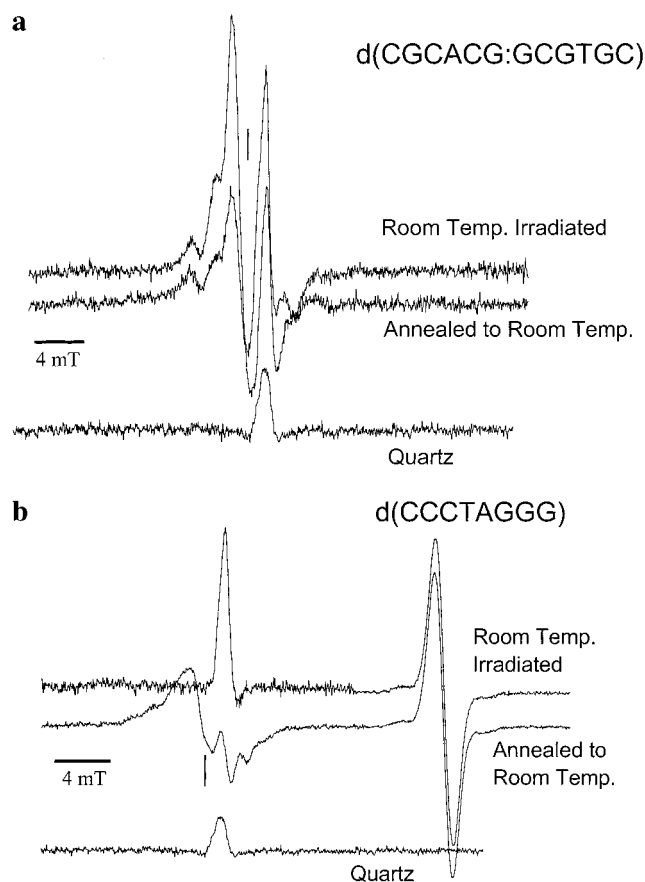 a
d(CGCACG:GCGTGC)
Room Temp. Irradiated
Annealed to Room Temp.
4 mT
Quartz
b
d(CCCTAGGG)
Room Temp.
Irradiated
Annealed to
Room Temp.
4 mT
Quartz